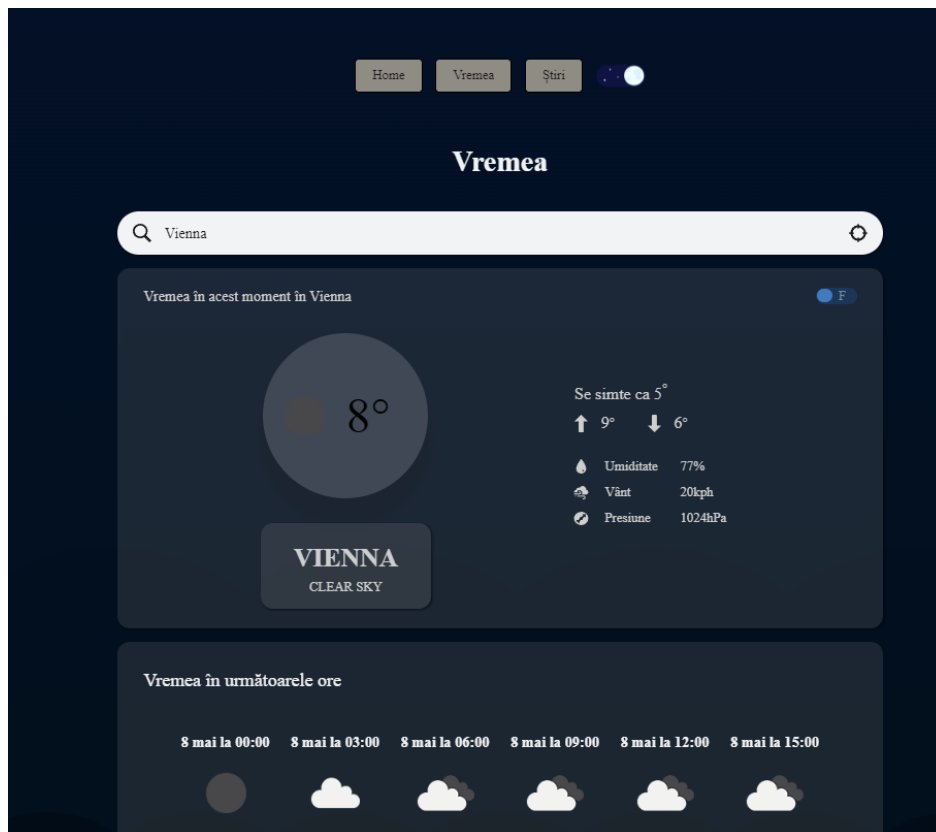 Home Vremea Știri
Vremea
Vienna
Vremea în acest moment în Vienna F
8°
Se simte ca 5°
9° 6°
Umiditate 77%
Vânt 20kph
Presiune 1024hPa
VIENNA
CLEAR SKY
Vremea în următoarele ore
8 mai la 00:00 8 mai la 03:00 8 mai la 06:00 8 mai la 09:00 8 mai la 12:00 8 mai la 15:00